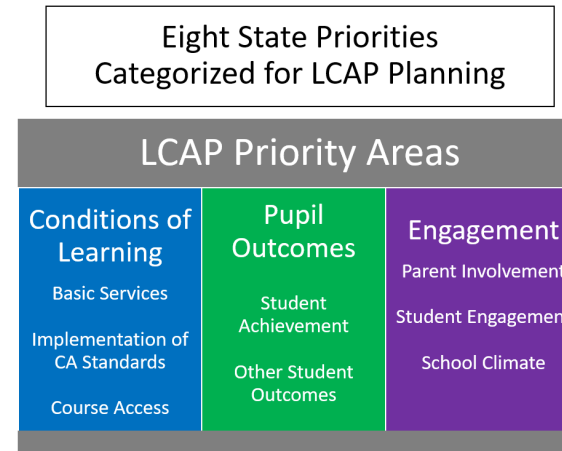 Eight State Priorities
Categorized for LCAP Planning
LCAP Priority Areas
Conditions of
Learning
Basic Services
Implementation of
CA Standards
Course Access
Pupil
Outcomes
Student
Achievement
Other Student
Outcomes
Engagement
Parent Involvement
Student Engagemen
School Climate